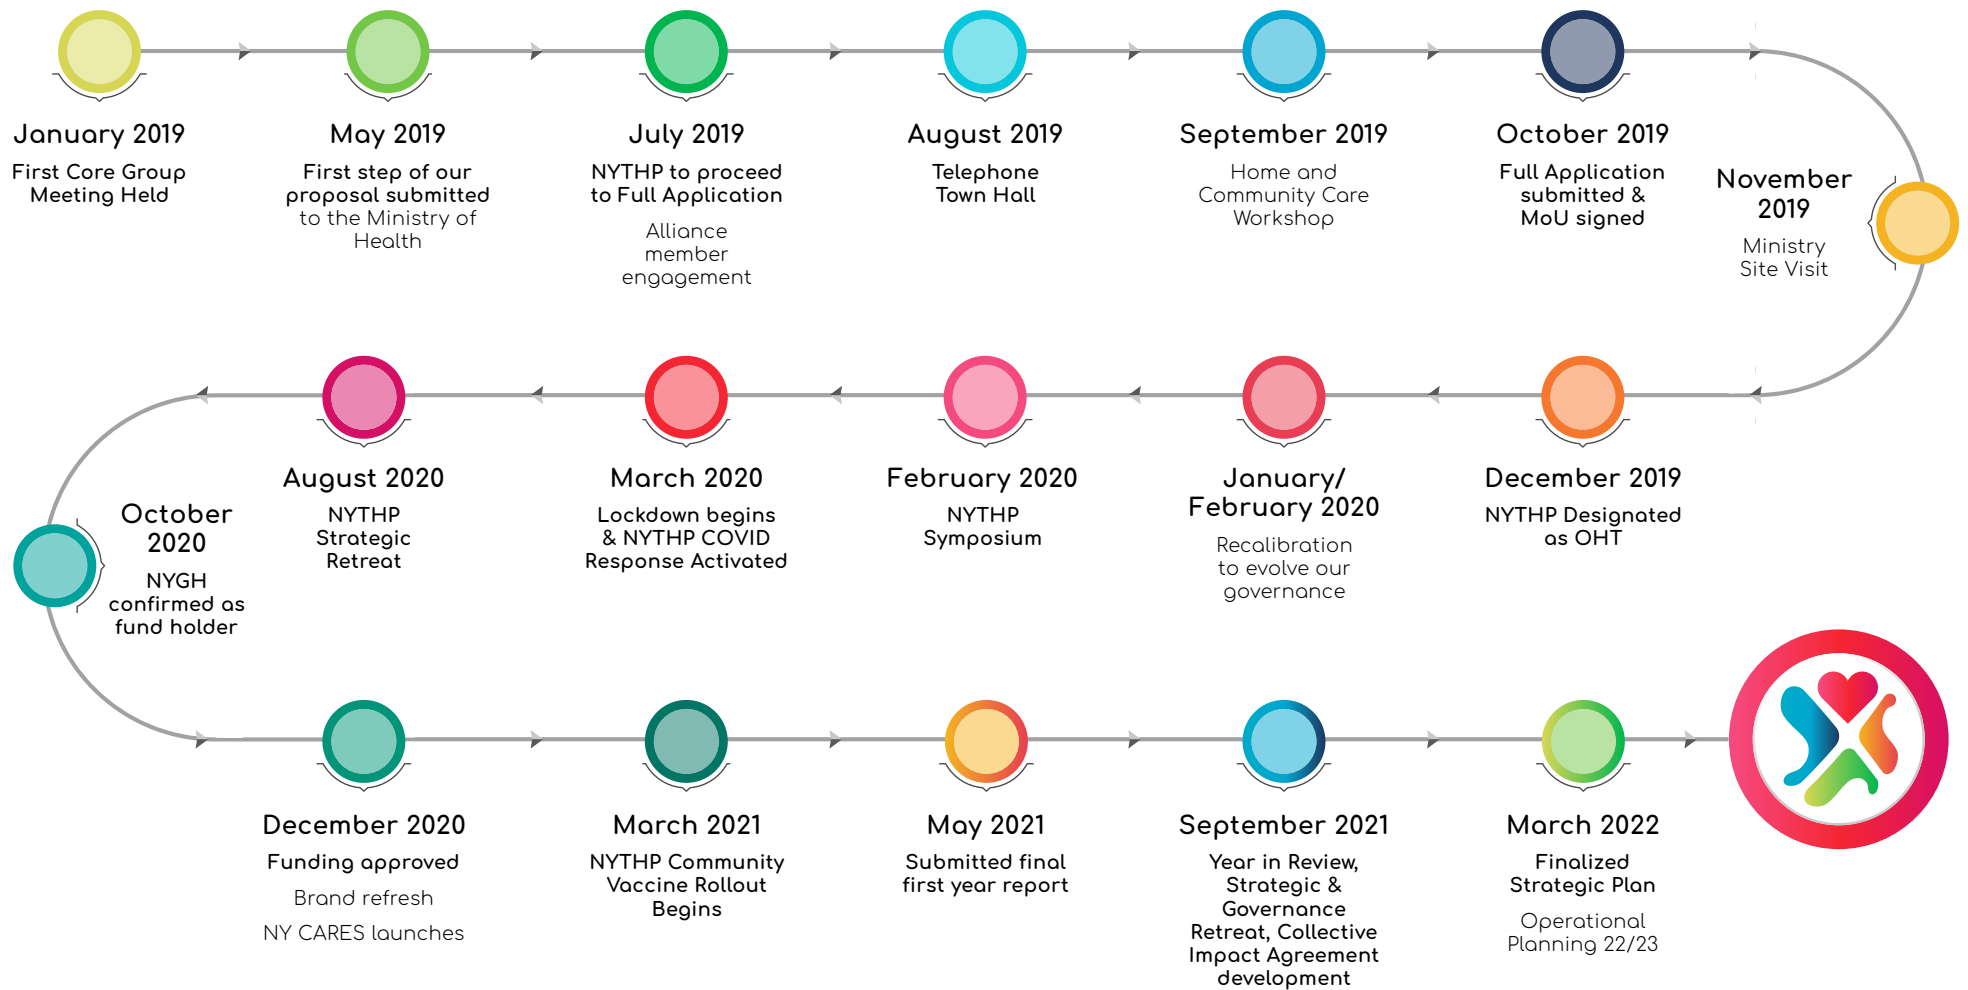 January 2019
First Core Group
Meeting Held
May 2019
First step of our
proposal submitted
to the Ministry of
Health
July 2019
NYTHP to proceed
to Full Application
Alliance
member
engagement
August 2019
Telephone
Town Hall
September 2019
Home and
Community Care
Workshop
October 2019
Full Application
submitted &
MoU signed
November
2019
Ministry
Site Visit
December 2019
NYTHP Designated
as OHT
January/
February 2020
Recalibration
to evolve our
governance
February 2020
NYTHP
Symposium
March 2020
Lockdown begins
& NYTHP COVID
Response Activated
August 2020
NYTHP
Strategic
Retreat
October
2020
NYGH
confirmed as
fund holder
December 2020
Funding approved
Brand refresh
NY CARES launches
March 2021
NYTHP Community
Vaccine Rollout
Begins
May 2021
Submitted final
first year report
September 2021
Year in Review,
Strategic &
Governance
Retreat, Collective
Impact Agreement
development
March 2022
Finalized
Strategic Plan
Operational
Planning 22/23